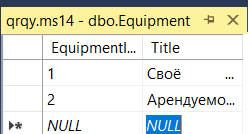 qrqy.ms14 - dbo.Equipment
EquipmentI... Title
1 Своё ...
2 Арендуемо...
NULL NULL